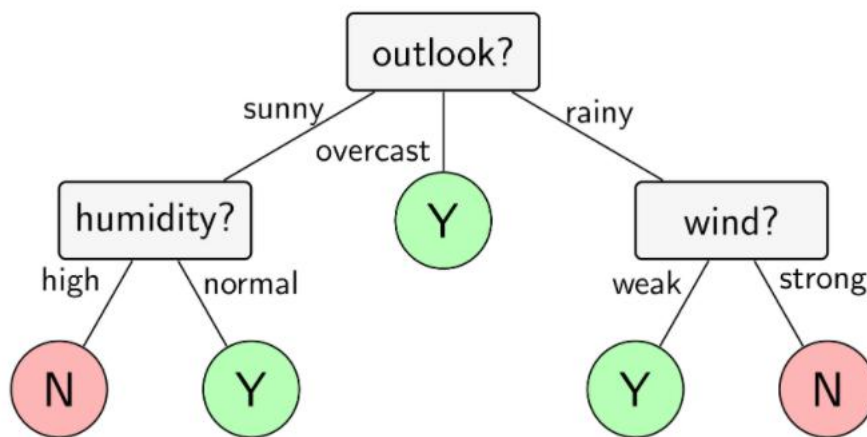 outlook?
sunny
overcast
rainy
humidity?
Y
wind?
high
normal
weak
strong
N
Y
Y
N